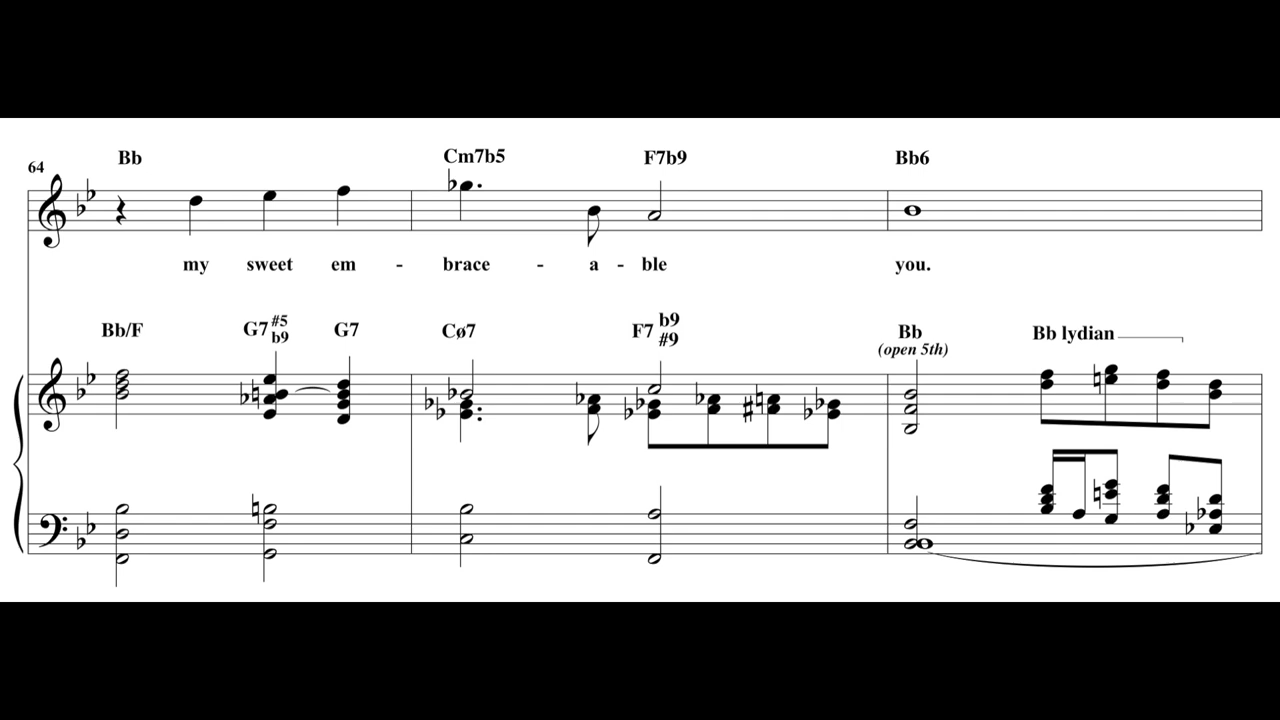 64 Bb Cm7b5 F7b9 Bb6
my sweet em - brace - a - ble you.
Bb/F G7 #5 b9 G7 Cø7 F7 b9 #9 Bb Bb lydian
(open 5th)